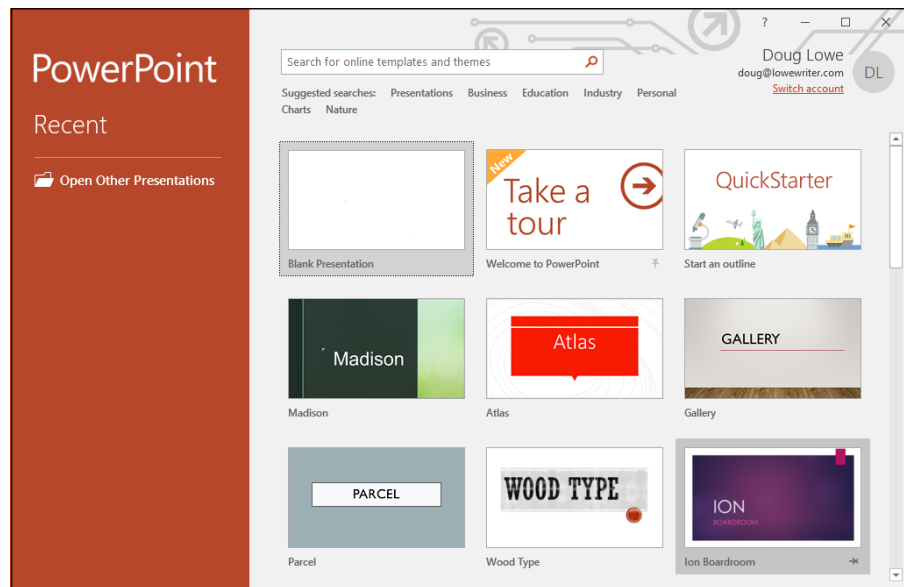 ?
PowerPoint
Recent
Open Other Presentations
Search for online templates and themes
Suggested searches: Presentations Business Education Industry Personal
Charts Nature
Doug Lowe
doug@lowewriter.com
Switch account
DL
Blank Presentation
New
Take a
tour
Welcome to PowerPoint
QuickStarter
Start an outline
Madison
Madison
Atlas
Atlas
GALLERY
Gallery
PARCEL
Parcel
WOOD TYPE
Wood Type
ION
BOARDROOM
Ion Boardroom